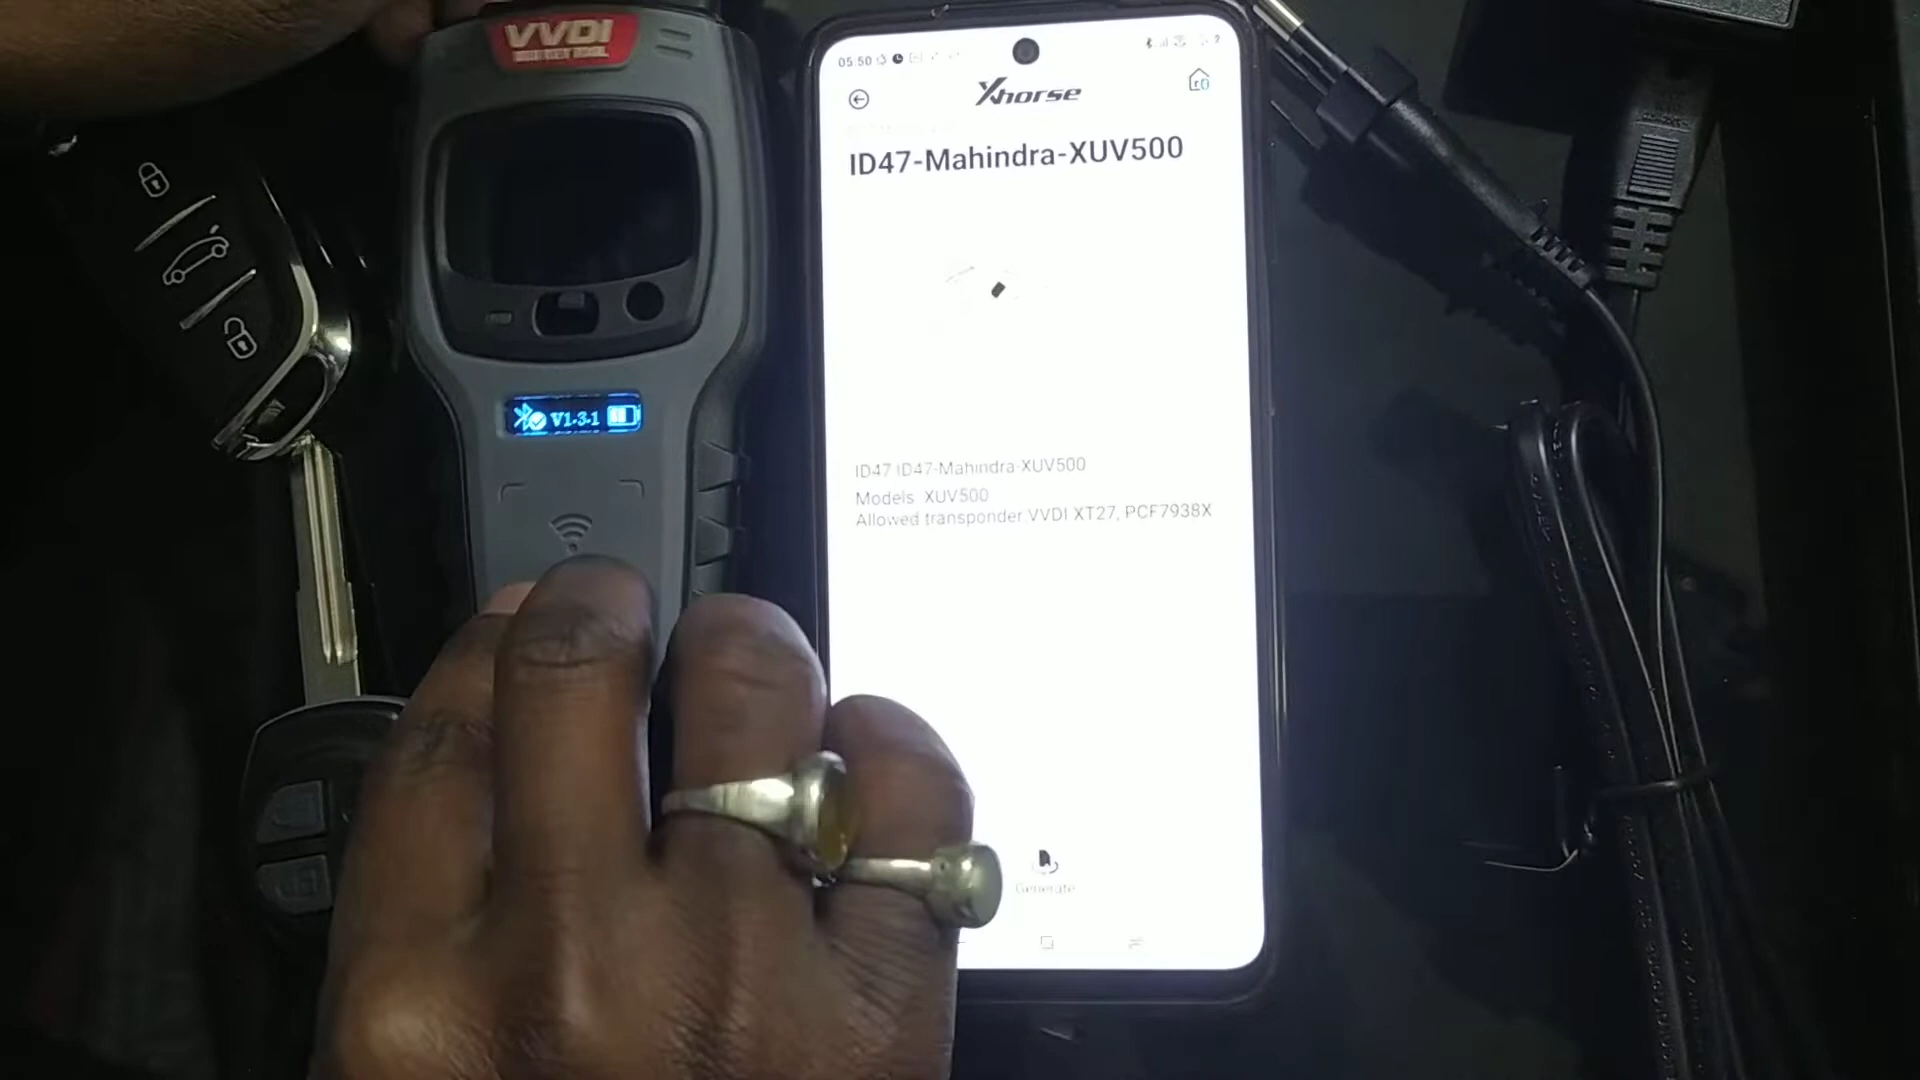 VVDI
05:50
Xhorse
ID47-Mahindra-XUV500
V1.3.1
ID47 ID47-Mahindra-XUV500
Models XUV500
Allowed transponder VVDI XT27, PCF7938X
Generate